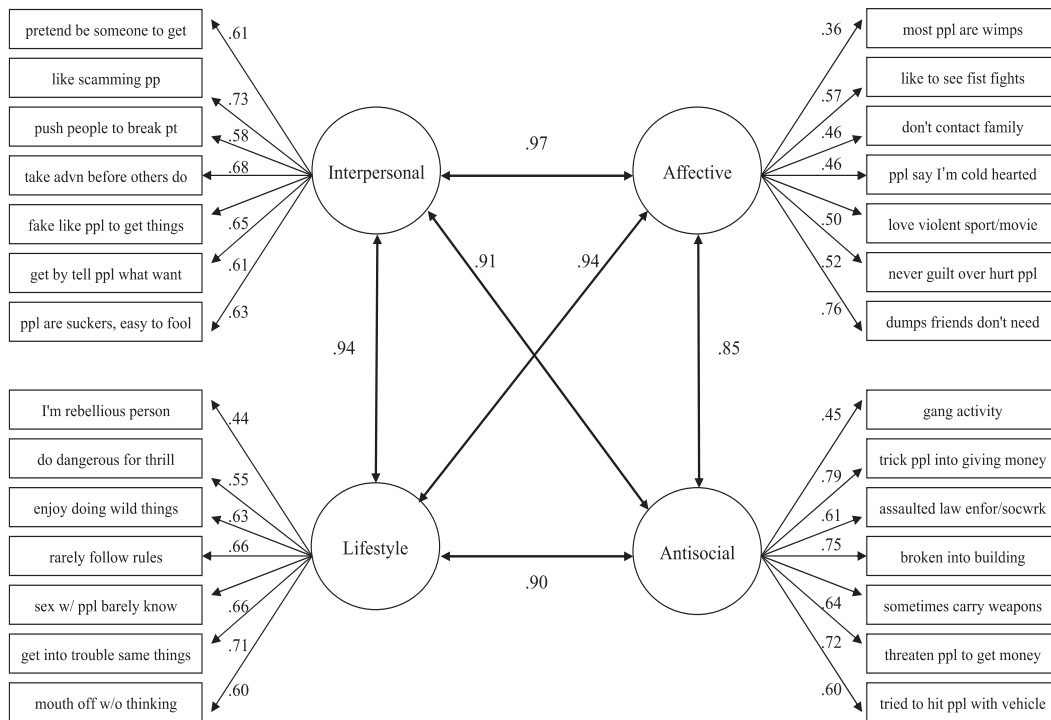 pretend be someone to get
like scamming pp
push people to break pt
take advn before others do
fake like ppl to get things
get by tell ppl what want
ppl are suckers, easy to fool
.61
.73
.58
.68
.65
.61
.63
Interpersonal
.97
Affective
.36
.57
.46
.46
.50
.52
.76
most ppl are wimps
like to see fist fights
don't contact family
ppl say I'm cold hearted
love violent sport/movie
never guilt over hurt ppl
dumps friends don't need
.91
.94
.94
.85
I'm rebellious person
do dangerous for thrill
enjoy doing wild things
rarely follow rules
sex w/ ppl barely know
get into trouble same things
mouth off w/o thinking
.44
.55
.63
.66
.66
.71
.60
Lifestyle
.90
Antisocial
.45
.79
.61
.75
.64
.72
.60
gang activity
trick ppl into giving money
assaulted law enfor/socwrk
broken into building
sometimes carry weapons
threaten ppl to get money
tried to hit ppl with vehicle